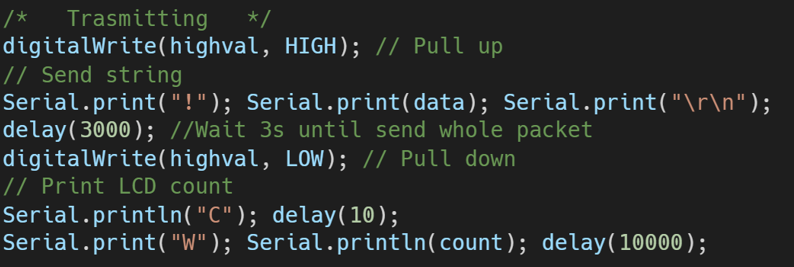 /*   Trasmitting   */
digitalWrite(highval, HIGH); // Pull up
// Send string
Serial.print("!"); Serial.print(data); Serial.print("\r\n");
delay(3000); //Wait 3s until send whole packet
digitalWrite(highval, LOW); // Pull down
// Print LCD count
Serial.println("C"); delay(10);
Serial.print("W"); Serial.println(count); delay(10000);